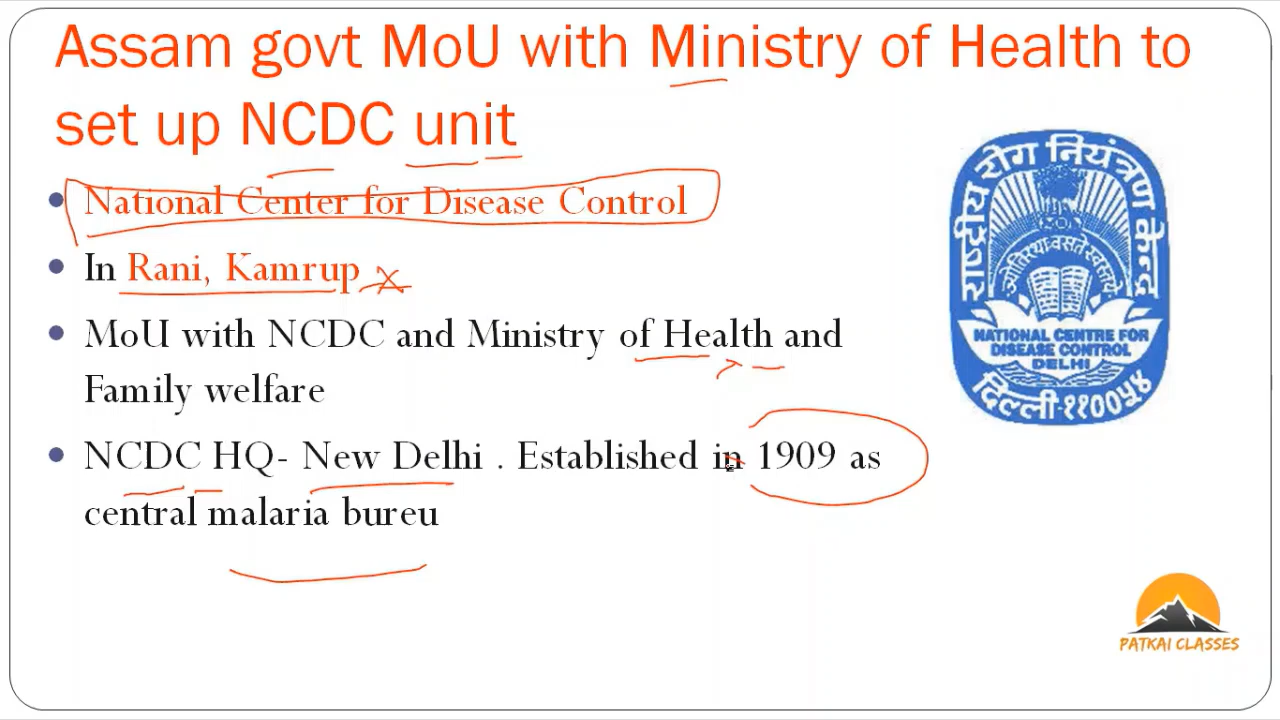 Assam govt MoU with Ministry of Health to
set up NCDC unit
• National Center for Disease Control
• In Rani, Kamrup
• MoU with NCDC and Ministry of Health and
Family welfare
• NCDC HQ- New Delhi . Established in 1909 as
central malaria bureu
राष्ट्रीय रोग नियंत्रण केन्द्र
NATIONAL CENTRE FOR
DISEASE CONTROL
DELHI
दिल्ली-११००५४
PATKAI CLASSES